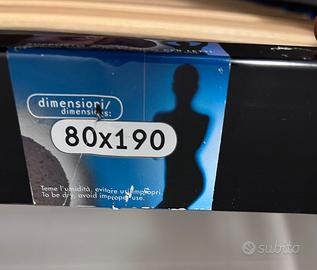 dimensioni/
dimensions:
80x190
Teme l'umidità, evitare usi impropri.
To be dry, avoid improper use.
subito